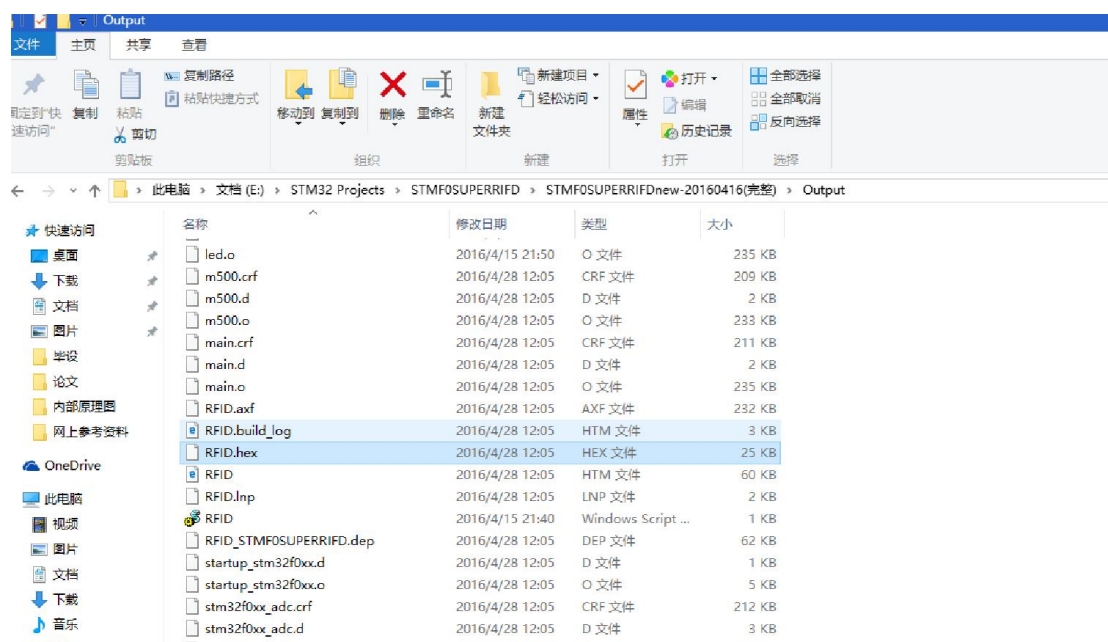 Output
文件 主页 共享 查看
复制路径
粘贴快捷方式
固定到"快速访问"
复制
粘贴
剪切
剪贴板
移动到 复制到 删除 重命名
组织
新建文件夹
新建项目
轻松访问
新建
属性
打开
编辑
历史记录
打开
全部选择
全部取消
反向选择
选择
此电脑 › 文档 (E:) › STM32 Projects › STMF0SUPERRIFD › STMF0SUPERRIFDnew-20160416(完整) › Output
快速访问
桌面
下载
文档
图片
毕设
论文
内部原理图
网上参考资料
OneDrive
此电脑
视频
图片
文档
下载
音乐
名称 修改日期 类型 大小
led.o 2016/4/15 21:50 O 文件 235 KB
m500.crf 2016/4/28 12:05 CRF 文件 209 KB
m500.d 2016/4/28 12:05 D 文件 2 KB
m500.o 2016/4/28 12:05 O 文件 233 KB
main.crf 2016/4/28 12:05 CRF 文件 211 KB
main.d 2016/4/28 12:05 D 文件 2 KB
main.o 2016/4/28 12:05 O 文件 235 KB
RFID.axf 2016/4/28 12:05 AXF 文件 232 KB
RFID.build_log 2016/4/28 12:05 HTM 文件 3 KB
RFID.hex 2016/4/28 12:05 HEX 文件 25 KB
RFID 2016/4/28 12:05 HTM 文件 60 KB
RFID.lnp 2016/4/28 12:05 LNP 文件 2 KB
RFID 2016/4/15 21:40 Windows Script ... 1 KB
RFID_STMF0SUPERRIFD.dep 2016/4/28 12:05 DEP 文件 62 KB
startup_stm32f0xx.d 2016/4/28 12:05 D 文件 1 KB
startup_stm32f0xx.o 2016/4/28 12:05 O 文件 5 KB
stm32f0xx_adc.crf 2016/4/28 12:05 CRF 文件 212 KB
stm32f0xx_adc.d 2016/4/28 12:05 D 文件 3 KB